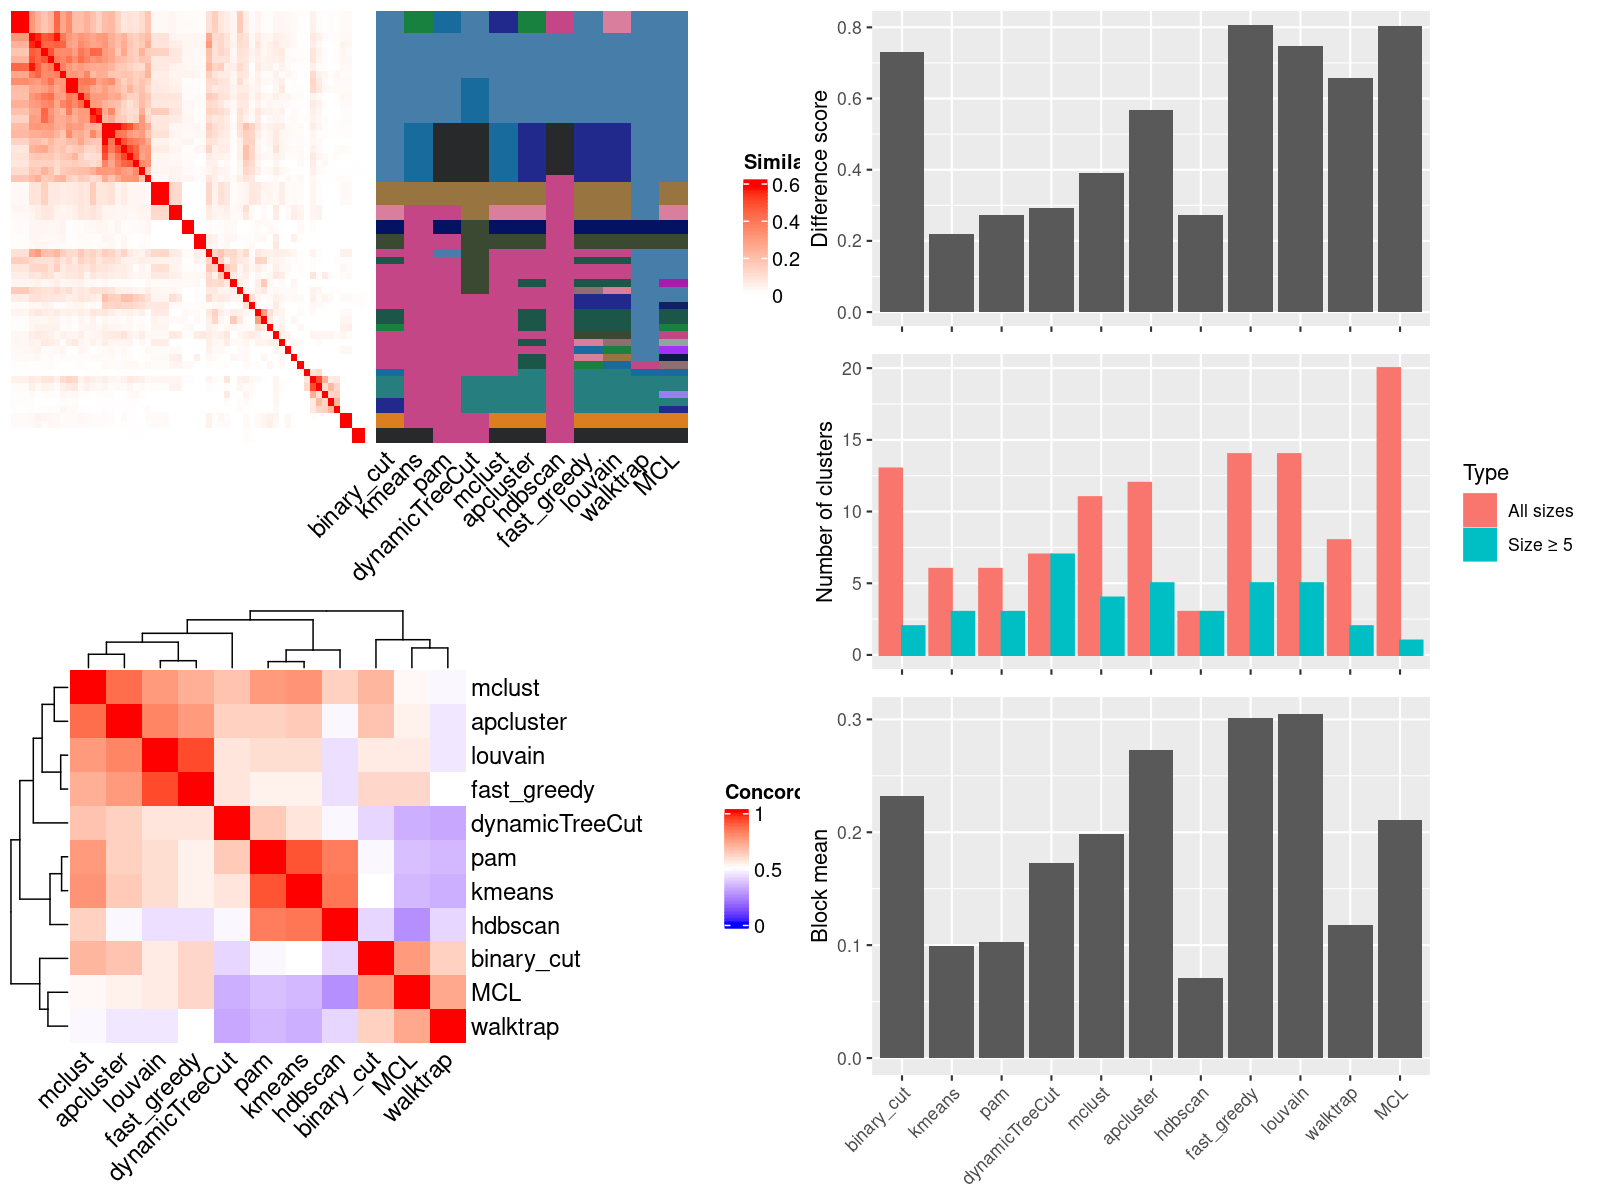 Simila
0.6
0.4
0.2
0
binary_cut
kmeans
pam
dynamicTreeCut
mclust
apcluster
hdbscan
fast_greedy
louvain
walktrap
MCL
Difference score
0.8
0.6
0.4
0.2
0.0
Number of clusters
20
15
10
5
0
Type
All sizes
Size ≥ 5
mclust
apcluster
louvain
fast_greedy
dynamicTreeCut
pam
kmeans
hdbscan
binary_cut
MCL
walktrap
mclust
apcluster
louvain
fast_greedy
dynamicTreeCut
pam
kmeans
hdbscan
binary_cut
MCL
walktrap
Concord
1
0.5
0
Block mean
0.3
0.2
0.1
0.0
binary_cut
kmeans
pam
dynamicTreeCut
mclust
apcluster
hdbscan
fast_greedy
louvain
walktrap
MCL